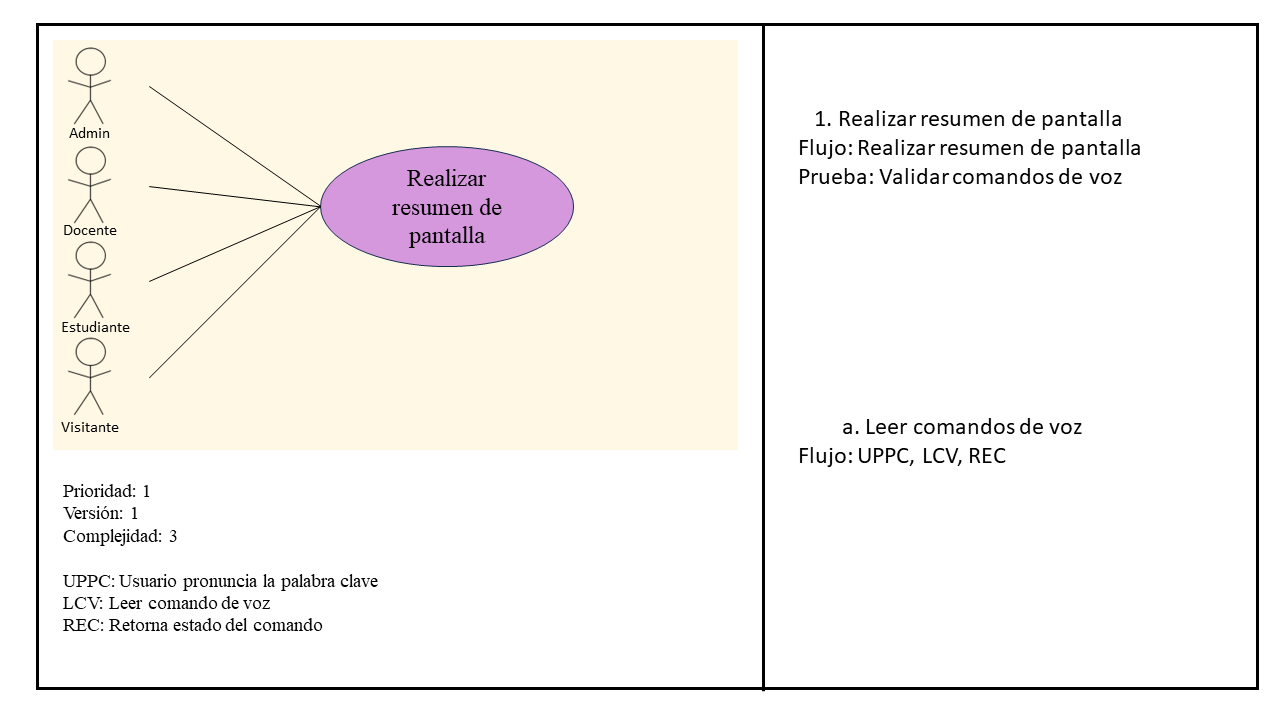 Admin
Docente
Estudiante
Visitante
Realizar
resumen de
pantalla
Prioridad: 1
Versión: 1
Complejidad: 3
UPPC: Usuario pronuncia la palabra clave
LCV: Leer comando de voz
REC: Retorna estado del comando
1. Realizar resumen de pantalla
Flujo: Realizar resumen de pantalla
Prueba: Validar comandos de voz
a. Leer comandos de voz
Flujo: UPPC, LCV, REC